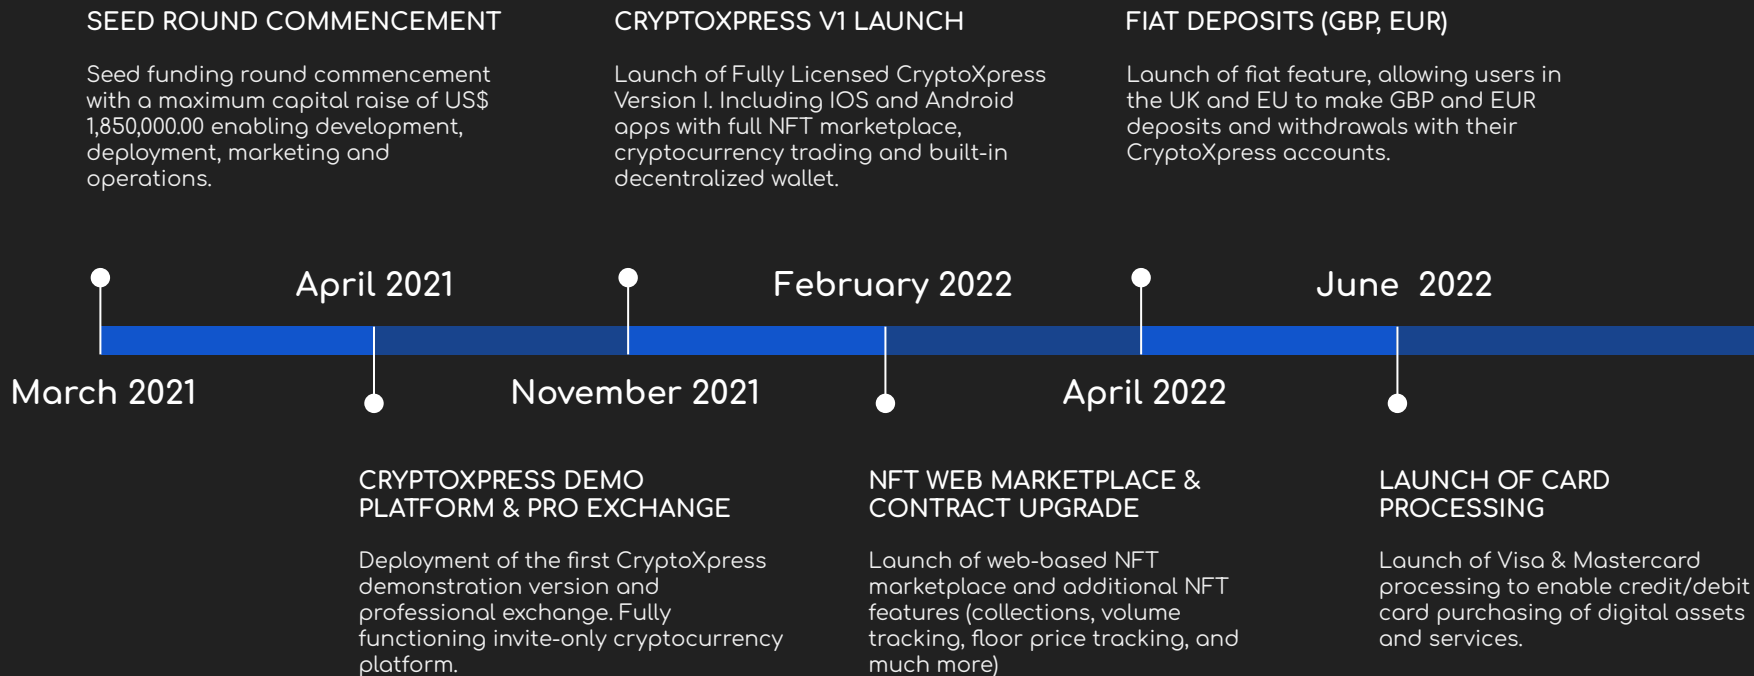 SEED ROUND COMMENCEMENT
Seed funding round commencement
with a maximum capital raise of US$
1,850,000.00 enabling development,
deployment, marketing and
operations.
CRYPTOXPRESS V1 LAUNCH
Launch of Fully Licensed CryptoXpress
Version I. Including IOS and Android
apps with full NFT marketplace,
cryptocurrency trading and built-in
decentralized wallet.
FIAT DEPOSITS (GBP, EUR)
Launch of fiat feature, allowing users in
the UK and EU to make GBP and EUR
deposits and withdrawals with their
CryptoXpress accounts.
March 2021
April 2021
November 2021
February 2022
April 2022
June 2022
CRYPTOXPRESS DEMO
PLATFORM & PRO EXCHANGE
Deployment of the first CryptoXpress
demonstration version and
professional exchange. Fully
functioning invite-only cryptocurrency
platform.
NFT WEB MARKETPLACE &
CONTRACT UPGRADE
Launch of web-based NFT
marketplace and additional NFT
features (collections, volume
tracking, floor price tracking, and
much more)
LAUNCH OF CARD
PROCESSING
Launch of Visa & Mastercard
processing to enable credit/debit
card purchasing of digital assets
and services.